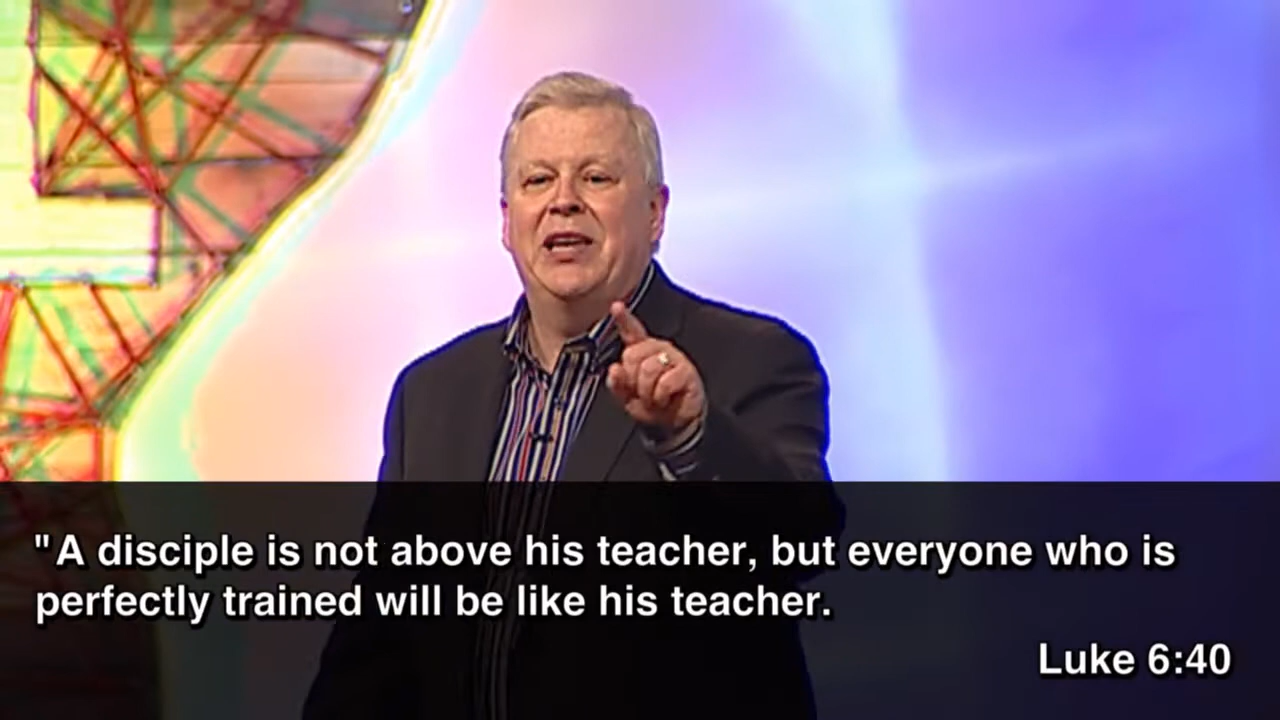 "A disciple is not above his teacher, but everyone who is
perfectly trained will be like his teacher.
Luke 6:40